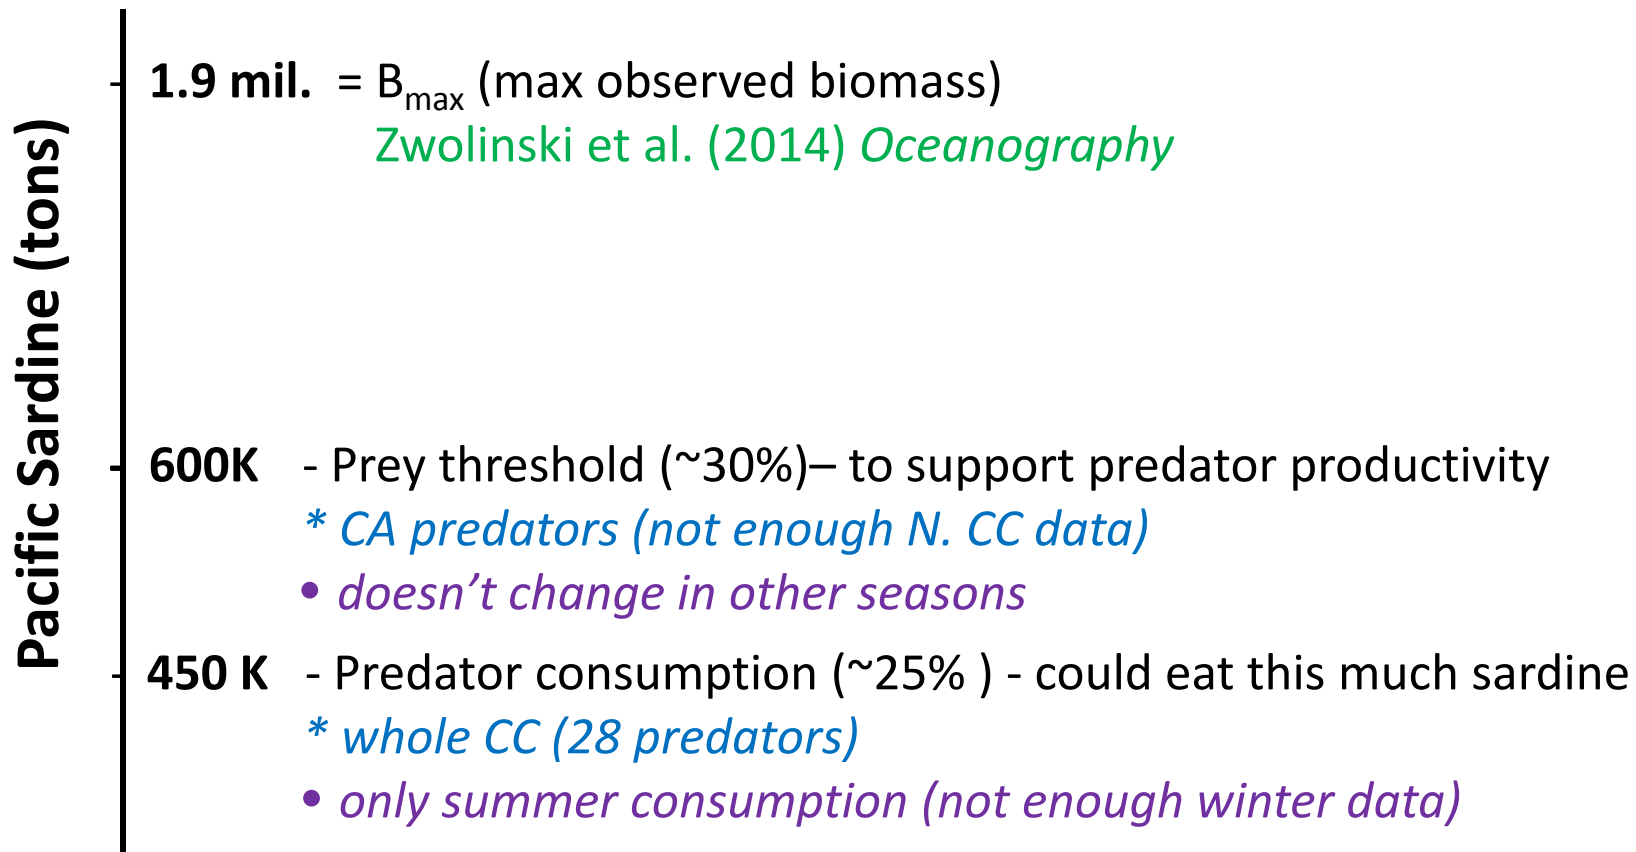 Pacific Sardine (tons)
- 1.9 mil. = Bmax (max observed biomass)
Zwolinski et al. (2014) Oceanography
- 600K - Prey threshold (~30%)– to support predator productivity
* CA predators (not enough N. CC data)
• doesn’t change in other seasons
- 450 K - Predator consumption (~25% ) - could eat this much sardine
* whole CC (28 predators)
• only summer consumption (not enough winter data)